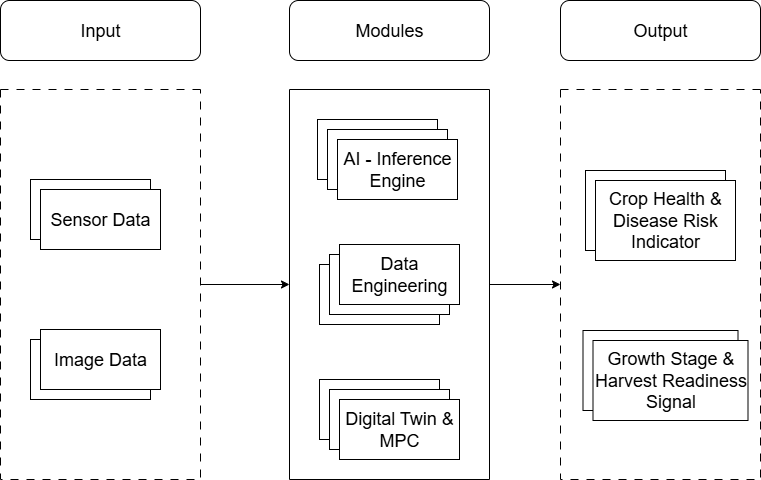 Input
Modules
Output
Sensor Data
Image Data
AI - Inference
Engine
Data
Engineering
Digital Twin &
MPC
Crop Health &
Disease Risk
Indicator
Growth Stage &
Harvest Readiness
Signal